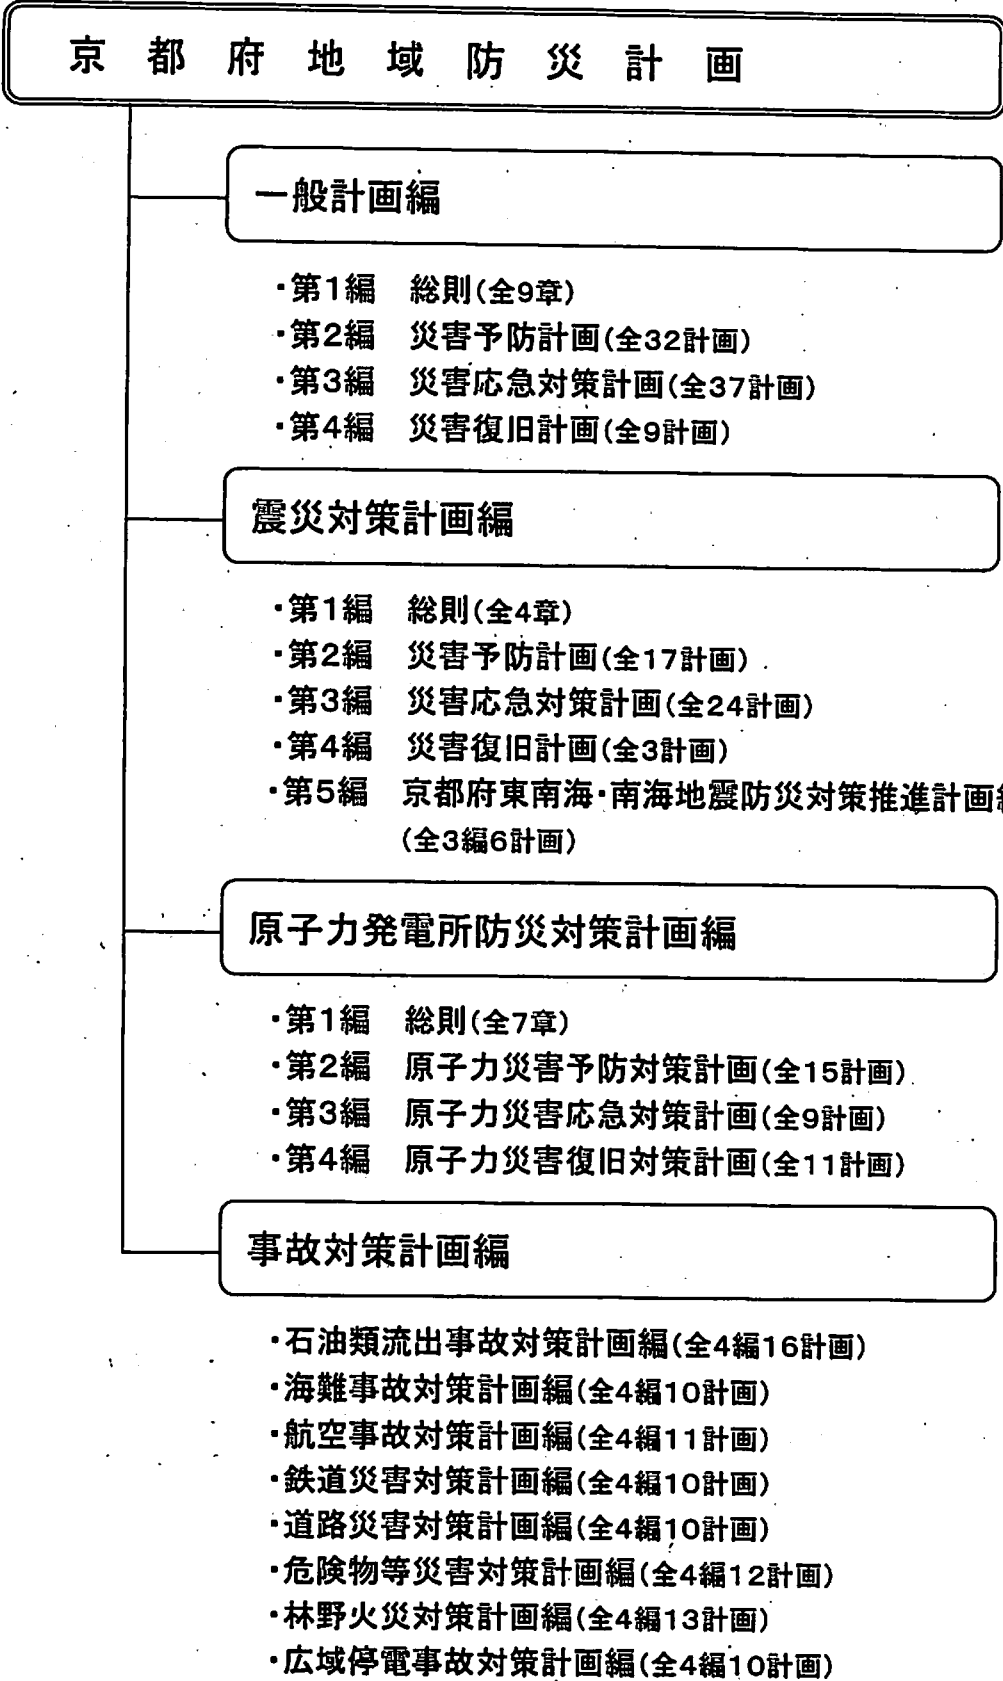 京都府地域防災計画
一般計画編
・第1編　総則(全9章)
・第2編　災害予防計画(全32計画)
・第3編　災害応急対策計画(全37計画)
・第4編　災害復旧計画(全9計画)
震災対策計画編
・第1編　総則(全4章)
・第2編　災害予防計画(全17計画)
・第3編　災害応急対策計画(全24計画)
・第4編　災害復旧計画(全3計画)
・第5編　京都府東南海・南海地震防災対策推進計画
(全3編6計画)
原子力発電所防災対策計画編
・第1編　総則(全7章)
・第2編　原子力災害予防対策計画(全15計画)
・第3編　原子力災害応急対策計画(全9計画)
・第4編　原子力災害復旧対策計画(全11計画)
事故対策計画編
・石油類流出事故対策計画編(全4編16計画)
・海難事故対策計画編(全4編10計画)
・航空事故対策計画編(全4編11計画)
・鉄道災害対策計画編(全4編10計画)
・道路災害対策計画編(全4編10計画)
・危険物等災害対策計画編(全4編12計画)
・林野火災対策計画編(全4編13計画)
・広域停電事故対策計画編(全4編10計画)